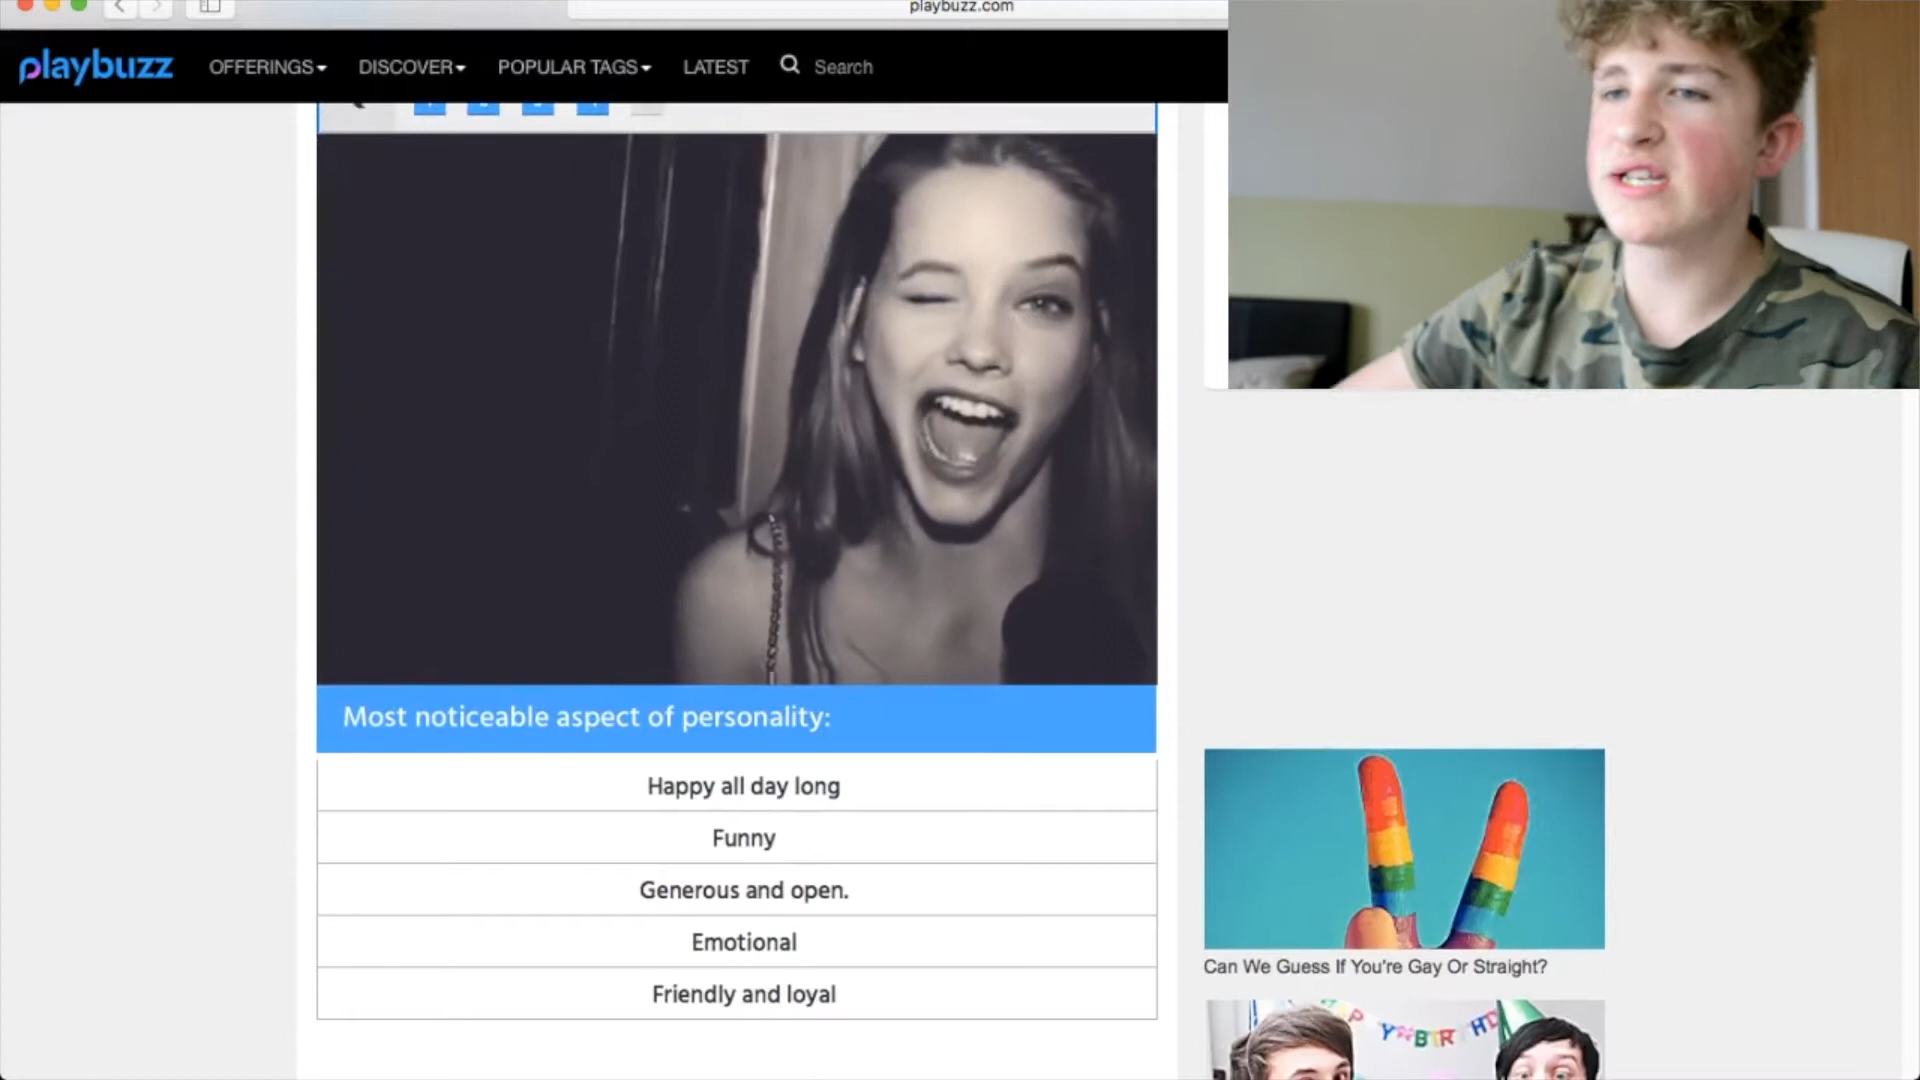 playbuzz.com
playbuzz OFFERINGS DISCOVER POPULAR TAGS LATEST Search
Most noticeable aspect of personality:
Happy all day long
Funny
Generous and open.
Emotional
Friendly and loyal
Can We Guess If You're Gay Or Straight?